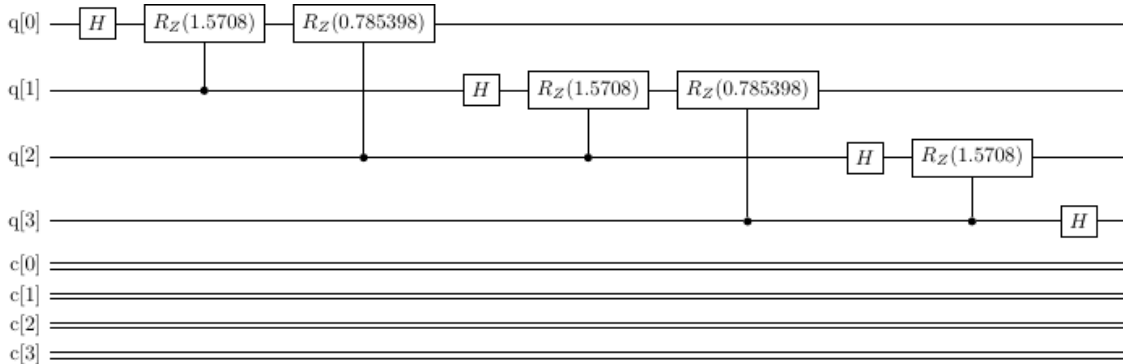 q[0] H R_Z(1.5708) R_Z(0.785398)
q[1] H R_Z(1.5708) R_Z(0.785398)
q[2] H R_Z(1.5708)
q[3] H
c[0]
c[1]
c[2]
c[3]